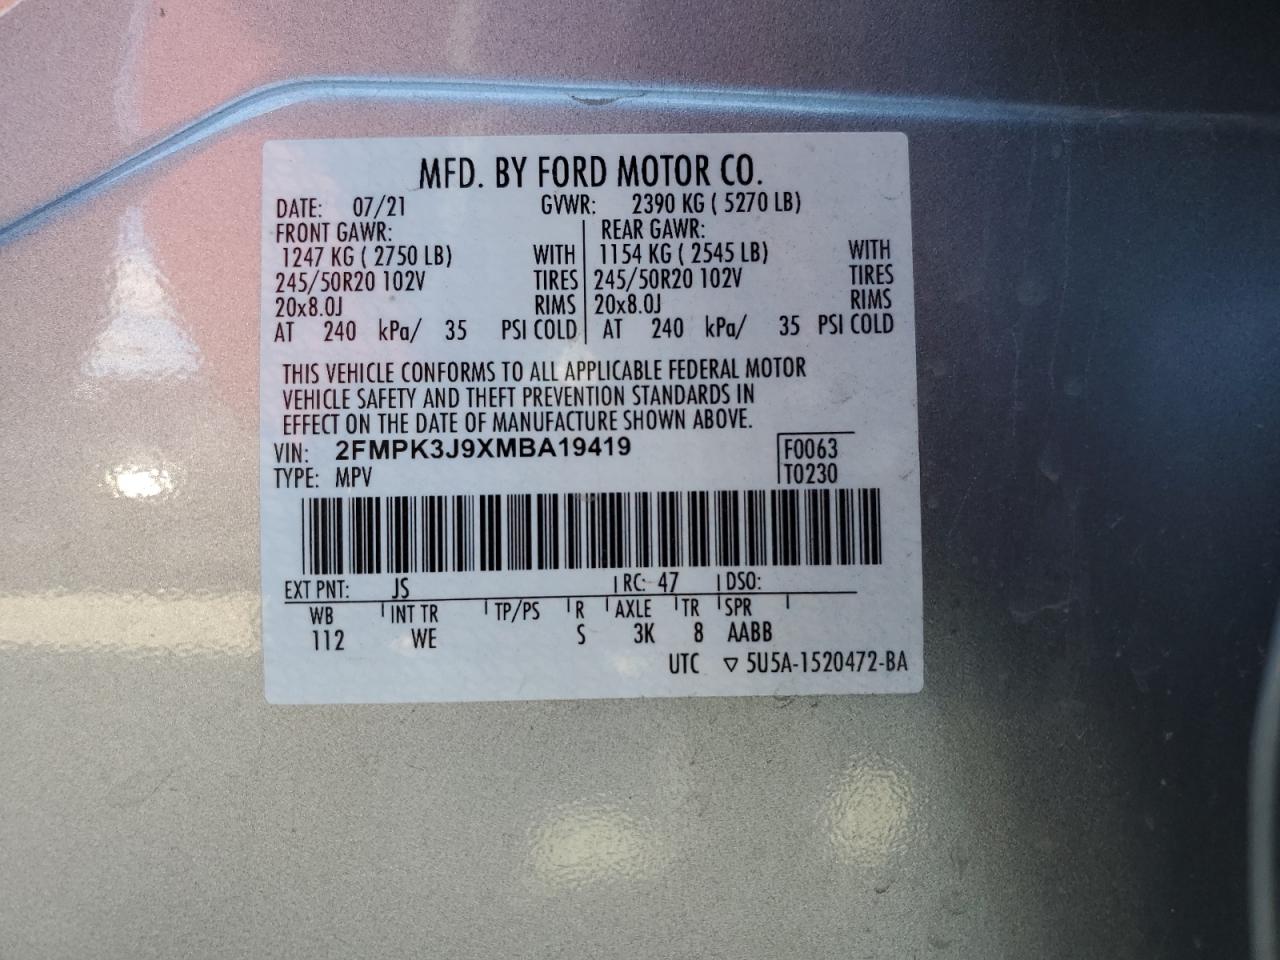 MFD. BY FORD MOTOR CO.
DATE: 07/21 GVWR: 2390 KG ( 5270 LB)
FRONT GAWR: REAR GAWR:
1247 KG ( 2750 LB) WITH 1154 KG ( 2545 LB) WITH
245/50R20 102V TIRES 245/50R20 102V TIRES
20x8.0J RIMS 20x8.0J RIMS
AT 240 kPa/ 35 PSI COLD AT 240 kPa/ 35 PSI COLD
THIS VEHICLE CONFORMS TO ALL APPLICABLE FEDERAL MOTOR
VEHICLE SAFETY AND THEFT PREVENTION STANDARDS IN
EFFECT ON THE DATE OF MANUFACTURE SHOWN ABOVE.
VIN: 2FMPK3J9XMBA19419 F0063
TYPE: MPV T0230
EXT PNT: JS RC: 47 DSO:
WB INT TR TP/PS R AXLE TR SPR
112 WE S 3K 8 AABB
UTC ▽ 5U5A-1520472-BA